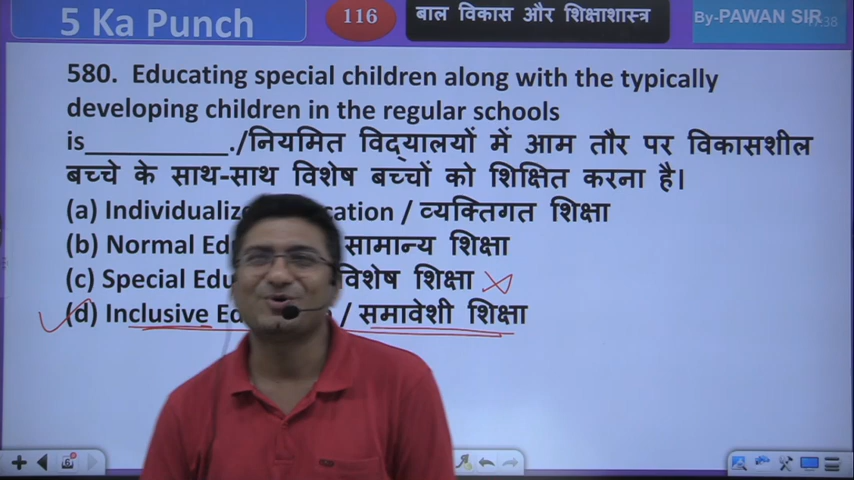 5 Ka Punch
116
बाल विकास और शिक्षाशास्त्र
By-PAWAN SIR
580. Educating special children along with the typically
developing children in the regular schools
is__________./नियमित विद्यालयों में आम तौर पर विकासशील
बच्चे के साथ-साथ विशेष बच्चों को शिक्षित करना है।
(a) Individualiz cation / व्यक्तिगत शिक्षा
(b) Normal Ed सामान्य शिक्षा
(c) Special Edu विशेष शिक्षा
(d) Inclusive Ed / समावेशी शिक्षा